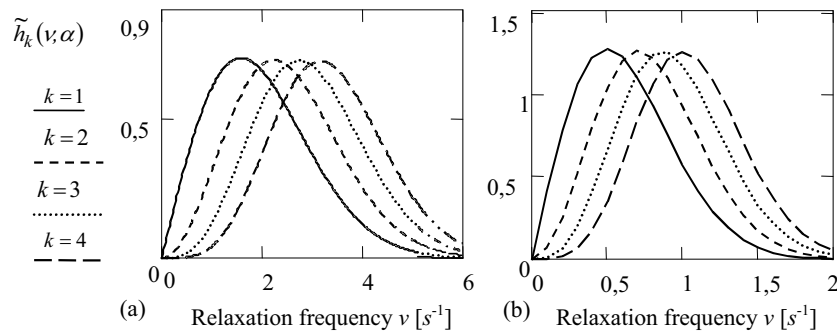 h̃ₖ(ν,α)
k = 1
k = 2
k = 3
k = 4
0,9
0,5
0
0
2
4
6
(a)
Relaxation frequency ν [s⁻¹]
1,5
1
0,5
0
0
0,5
1
1,5
2
(b)
Relaxation frequency ν [s⁻¹]